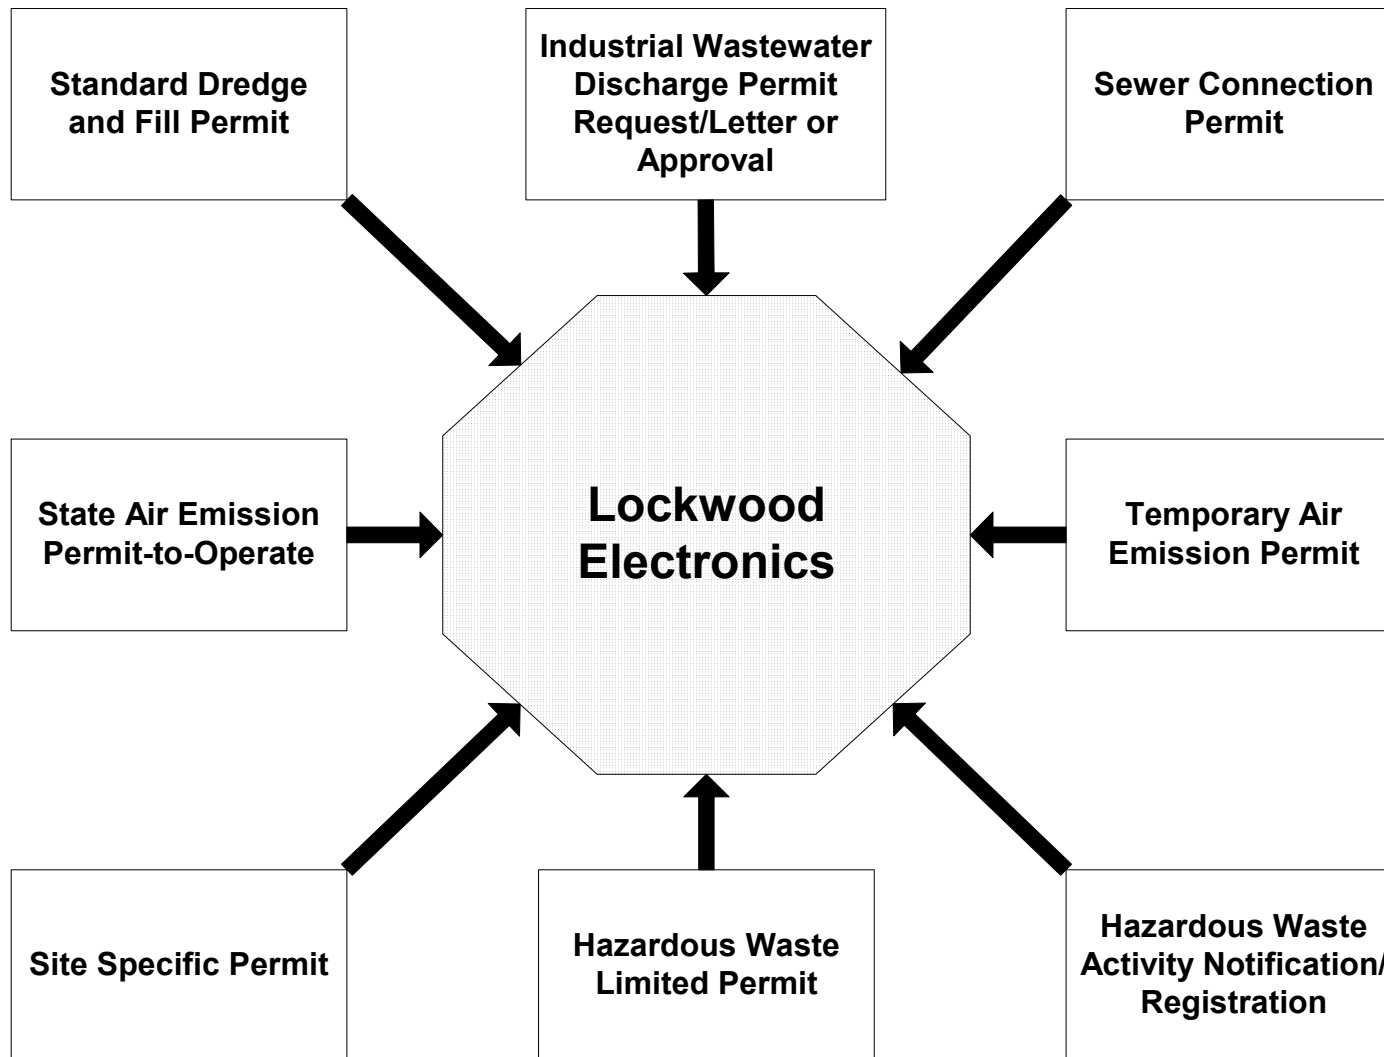 Standard Dredge
and Fill Permit
Industrial Wastewater
Discharge Permit
Request/Letter or
Approval
Sewer Connection
Permit
State Air Emission
Permit-to-Operate
Lockwood
Electronics
Temporary Air
Emission Permit
Site Specific Permit
Hazardous Waste
Limited Permit
Hazardous Waste
Activity Notification/
Registration